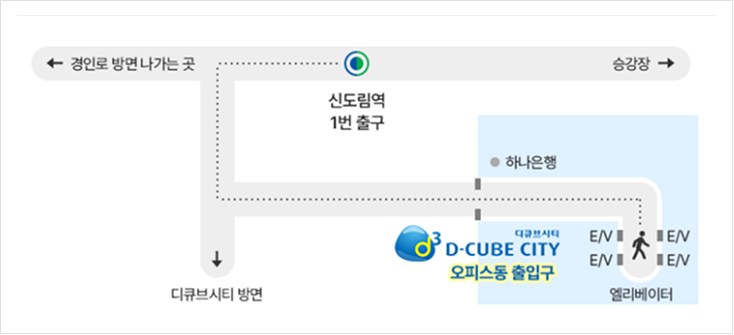 ← 경인로 방면 나가는 곳
승강장 →
신도림역
1번 출구
하나은행
디큐브시티
d³ D-CUBE CITY
오피스동 출입구
E/V E/V
E/V E/V
↓
디큐브시티 방면
엘리베이터